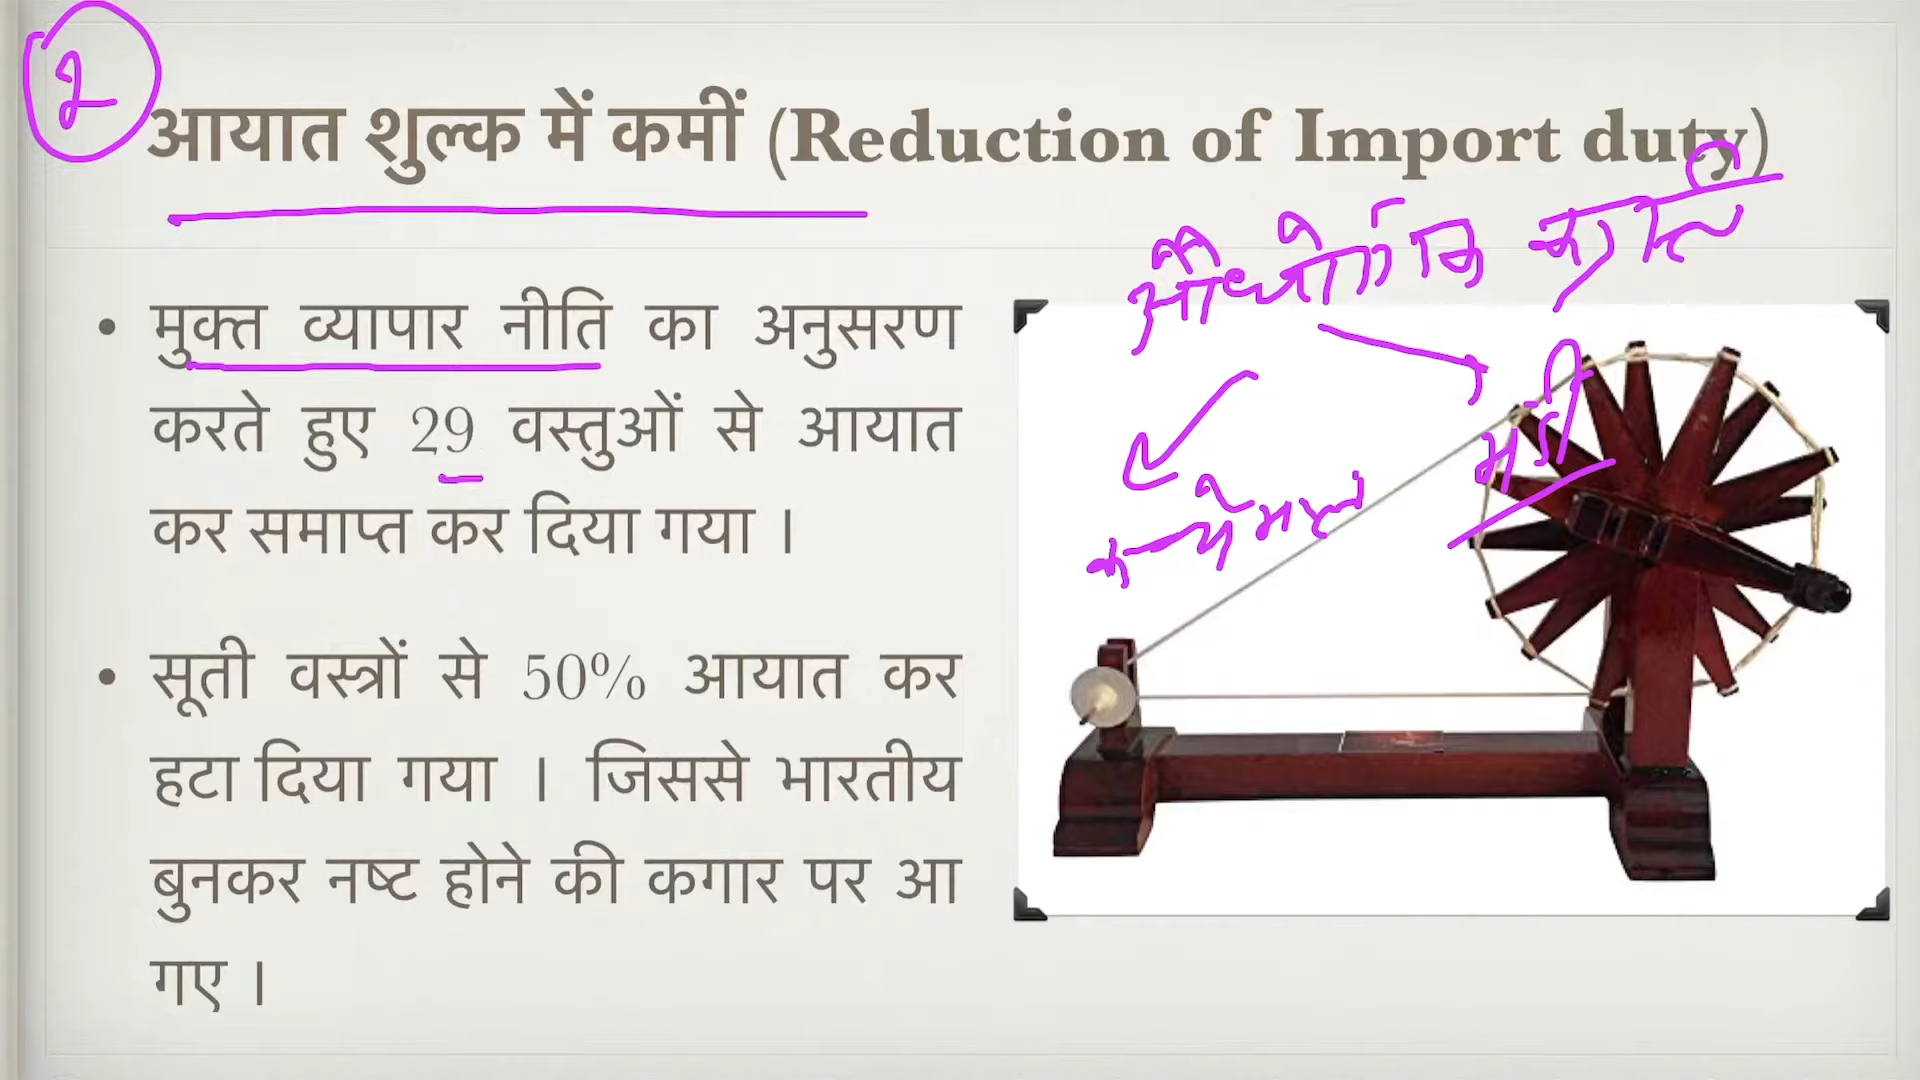 2
आयात शुल्क में कमीं (Reduction of Import duty)
औद्योगिक क्रान्ति
• मुक्त व्यापार नीति का अनुसरण
करते हुए 29 वस्तुओं से आयात
कर समाप्त कर दिया गया ।
मंडी
कच्चे माल
• सूती वस्त्रों से 50% आयात कर
हटा दिया गया । जिससे भारतीय
बुनकर नष्ट होने की कगार पर आ
गए ।